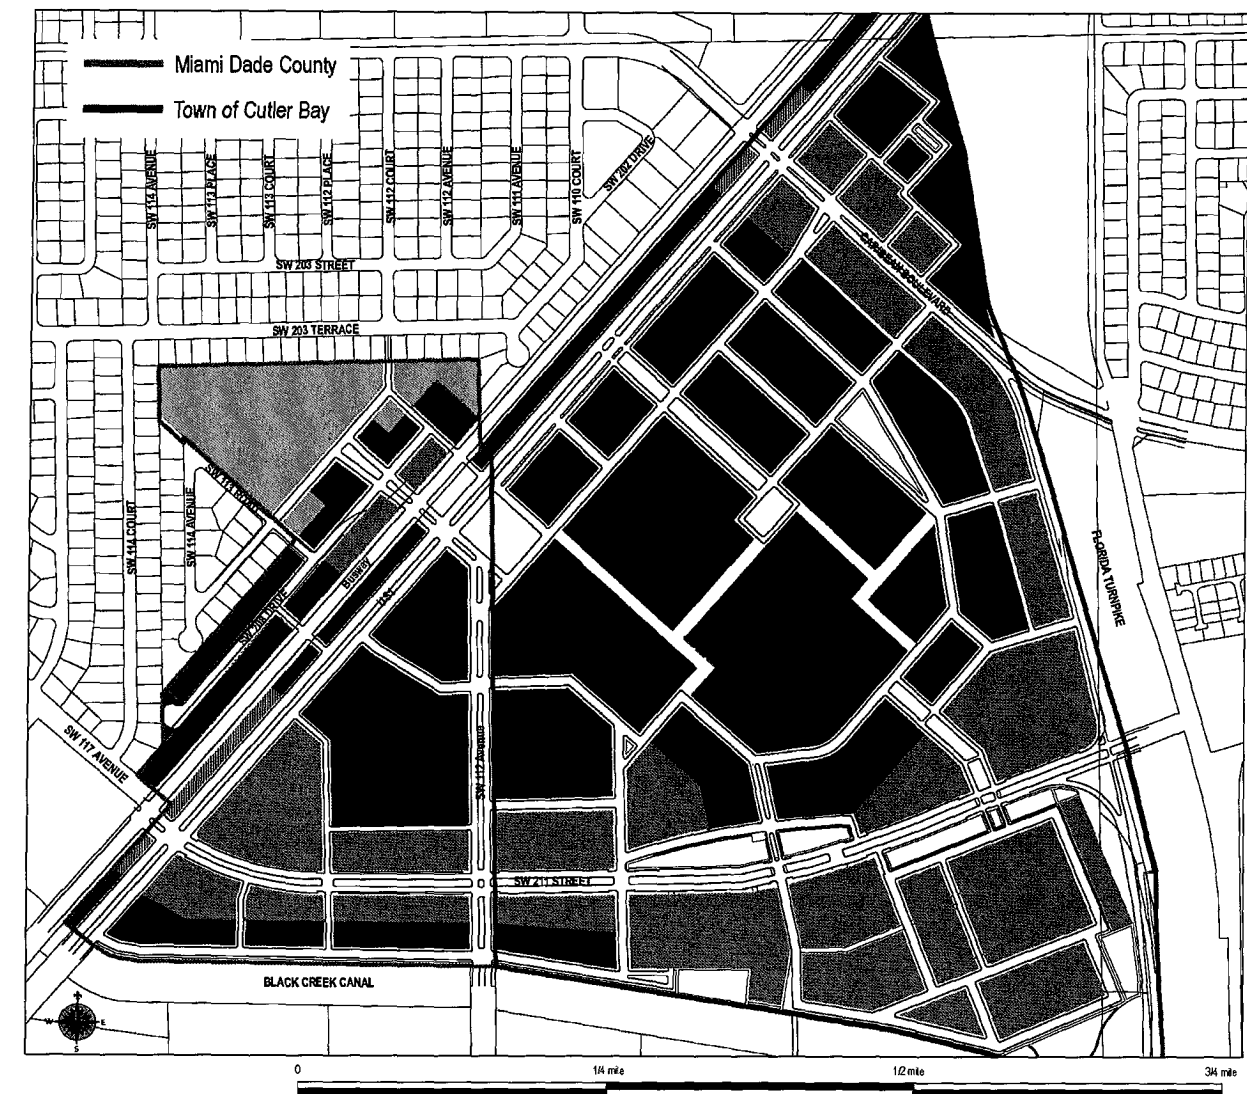 Miami Dade County
Town of Cutler Bay
SW 114 AVENUE
SW 113 PLACE
SW 113 COURT
SW 112 PLACE
SW 112 COURT
SW 112 AVENUE
SW 111 AVENUE
SW 110 COURT
SW 202 DRIVE
SW 203 STREET
CARIBBEAN BOULEVARD
SW 203 TERRACE
SW 113 ROAD
SW 114 COURT
SW 114 AVENUE
Busway
US1
FLORIDA TURNPIKE
SW 117 AVENUE
SW 112 Avenue
SW 211 STREET
BLACK CREEK CANAL
W
E
S
0
1/4 mile
1/2 mile
3/4 mile